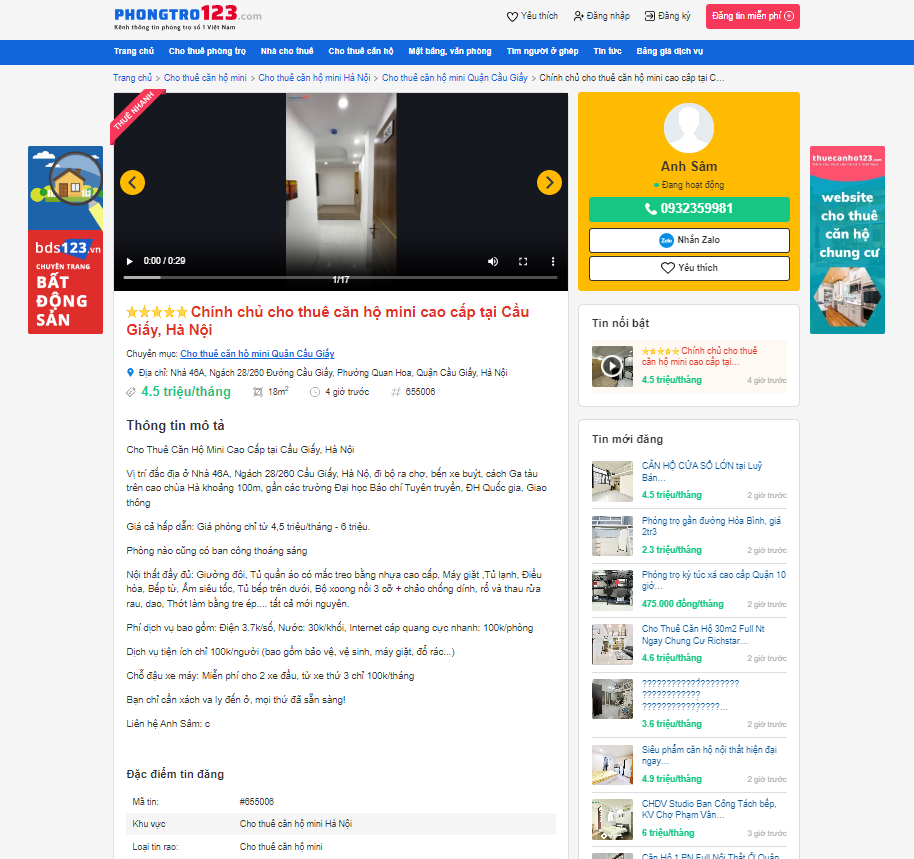 PHONGTRO123.com
Kênh thông tin phòng trọ số 1 Việt Nam
Yêu thích
Đăng nhập
Đăng ký
Đăng tin miễn phí
Trang chủ
Cho thuê phòng trọ
Nhà cho thuê
Cho thuê căn hộ
Mặt bằng, văn phòng
Tìm người ở ghép
Tin tức
Bảng giá dịch vụ
Trang chủ > Cho thuê căn hộ mini > Cho thuê căn hộ mini Hà Nội > Cho thuê căn hộ mini Quận Cầu Giấy > Chính chủ cho thuê căn hộ mini cao cấp tại C...
THUÊ NHANH
0:00 / 0:29
1/17
Chính chủ cho thuê căn hộ mini cao cấp tại Cầu
Giấy, Hà Nội
Chuyên mục: Cho thuê căn hộ mini Quận Cầu Giấy
Địa chỉ: Nhà 46A, Ngách 28/260 Đường Cầu Giấy, Phường Quan Hoa, Quận Cầu Giấy, Hà Nội
4.5 triệu/tháng
18m2
4 giờ trước
# 655006
Thông tin mô tả
Cho Thuê Căn Hộ Mini Cao Cấp tại Cầu Giấy, Hà Nội
Vị trí đắc địa ở Nhà 46A, Ngách 28/260 Cầu Giấy, Hà Nộ, đi bộ ra chợ, bến xe buýt, cách Ga tàu
trên cao chùa Hà khoảng 100m, gần các trường Đại học Báo chí Tuyên truyền, ĐH Quốc gia, Giao
thông
Giá cả hấp dẫn: Giá phòng chỉ từ 4,5 triệu/tháng - 6 triệu.
Phòng nào cũng có ban công thoáng sáng
Nội thất đầy đủ: Giường đôi, Tủ quần áo có mắc treo bằng nhựa cao cấp, Máy giặt ,Tủ lạnh, Điều
hòa, Bếp từ, Ấm siêu tốc, Tủ bếp trên dưới, Bộ xoong nồi 3 cỡ + chảo chống dính, rổ và thau rửa
rau, dao, Thớt làm bằng tre ép.... tất cả mới nguyên.
Phí dịch vụ bao gồm: Điện 3.7k/số, Nước: 30k/khối, Internet cáp quang cực nhanh: 100k/phòng
Dịch vụ tiện ích chỉ 100k/người (bao gồm bảo vệ, vệ sinh, máy giặt, đổ rác...)
Chỗ đậu xe máy: Miễn phí cho 2 xe đầu, từ xe thứ 3 chỉ 100k/tháng
Bạn chỉ cần xách va ly đến ở, mọi thứ đã sẵn sàng!
Liên hệ Anh Sâm: c
Đặc điểm tin đăng
Mã tin: #655006
Khu vực Cho thuê căn hộ mini Hà Nội
Loại tin rao: Cho thuê căn hộ mini
Anh Sâm
Đang hoạt động
0932359981
Zalo Nhắn Zalo
Yêu thích
Tin nổi bật
Chính chủ cho thuê
căn hộ mini cao cấp tại...
4.5 triệu/tháng
4 giờ trước
Tin mới đăng
CĂN HỘ CỬA SỔ LỚN tại Luỹ
Bán...
4.5 triệu/tháng
2 giờ trước
Phòng trọ gần đường Hòa Bình, giá
2tr3
2.3 triệu/tháng
2 giờ trước
Phòng trọ ký túc xá cao cấp Quận 10
giờ...
475.000 đồng/tháng
2 giờ trước
Cho Thuê Căn Hộ 30m2 Full Nt
Ngay Chung Cư Richstar...
4.6 triệu/tháng
2 giờ trước
????????????????????
????????????
????????????????...
3.6 triệu/tháng
2 giờ trước
Siêu phẩm căn hộ nội thất hiện đại
ngay...
4.9 triệu/tháng
2 giờ trước
CHDV Studio Ban Công Tách bếp,
KV Chợ Phạm Văn...
6 triệu/tháng
3 giờ trước
Căn Hộ 1 PN Full Nội Thất Ở Quận
bds123.vn
CHUYÊN TRANG
BẤT
ĐỘNG
SẢN
thuecanho123.com
website
cho thuê
căn hộ
chung cư